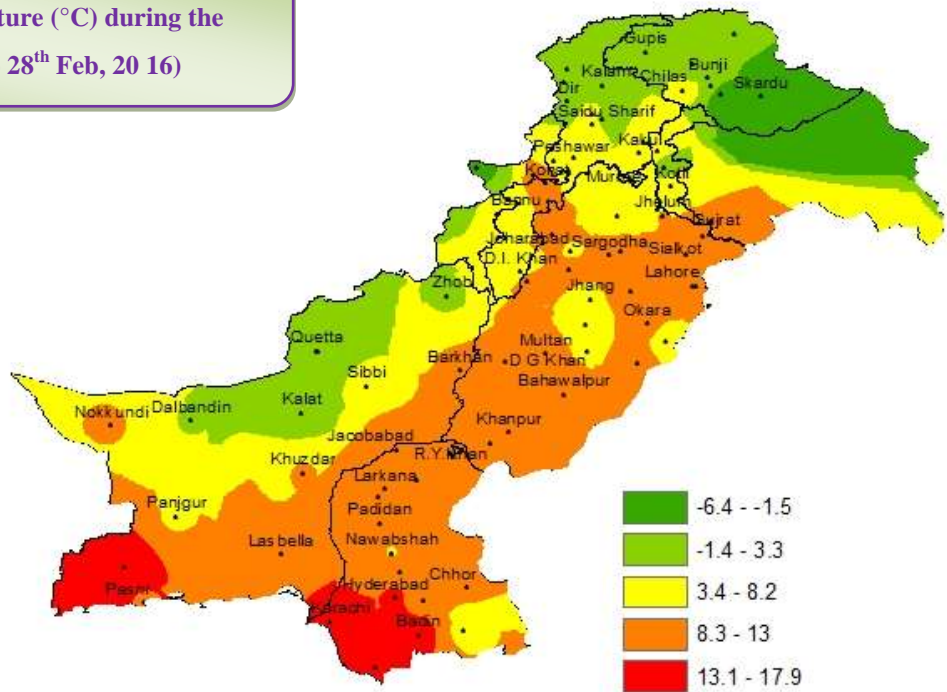 ture (°C) during the
28th Feb, 20 16)
Gupis
Kalam
Chilas
Bunji
Skardu
Dir
Saidu Sharif
Peshawar
Kakul
Kohat
Murree
Kotli
Bannu
Jhelum
Gujrat
Joharabad
Sargodha
Sialkot
D.I. Khan
Lahore
Zhob
Jhang
Okara
Quetta
Multan
Barkhan
D G Khan
Sibbi
Bahawalpur
Nokkundi
Dalbandin
Kalat
Khanpur
Jacobabad
R.Y.Khan
Khuzdar
Larkana
Panjgur
Padidan
Lasbella
Nawabshah
Pasni
Hyderabad
Chhor
Karachi
Badin
-6.4 - -1.5
-1.4 - 3.3
3.4 - 8.2
8.3 - 13
13.1 - 17.9